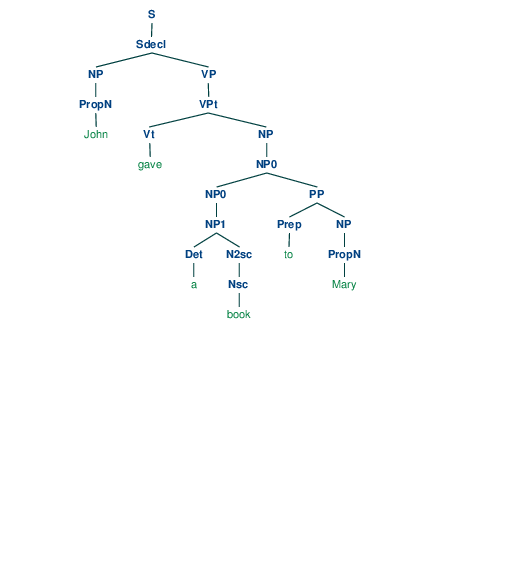 S
Sdecl
NP VP
PropN VPt
John Vt NP
gave NP0
NP0 PP
NP1 Prep NP
Det N2sc to PropN
a Nsc Mary
book